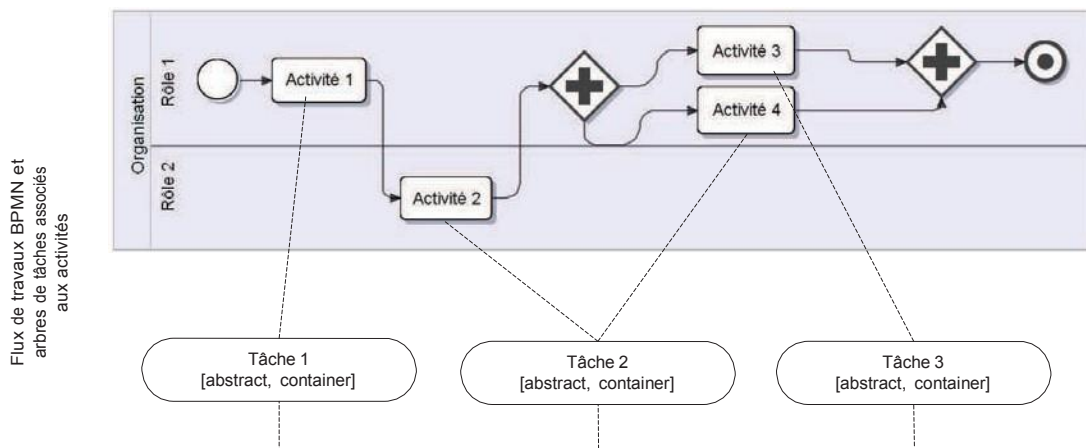 Organisation
Rôle 1
Rôle 2
Activité 1
Activité 2
Activité 3
Activité 4
Flux de travaux BPMN et
arbres de tâches associés
aux activités
Tâche 1
[abstract, container]
Tâche 2
[abstract, container]
Tâche 3
[abstract, container]